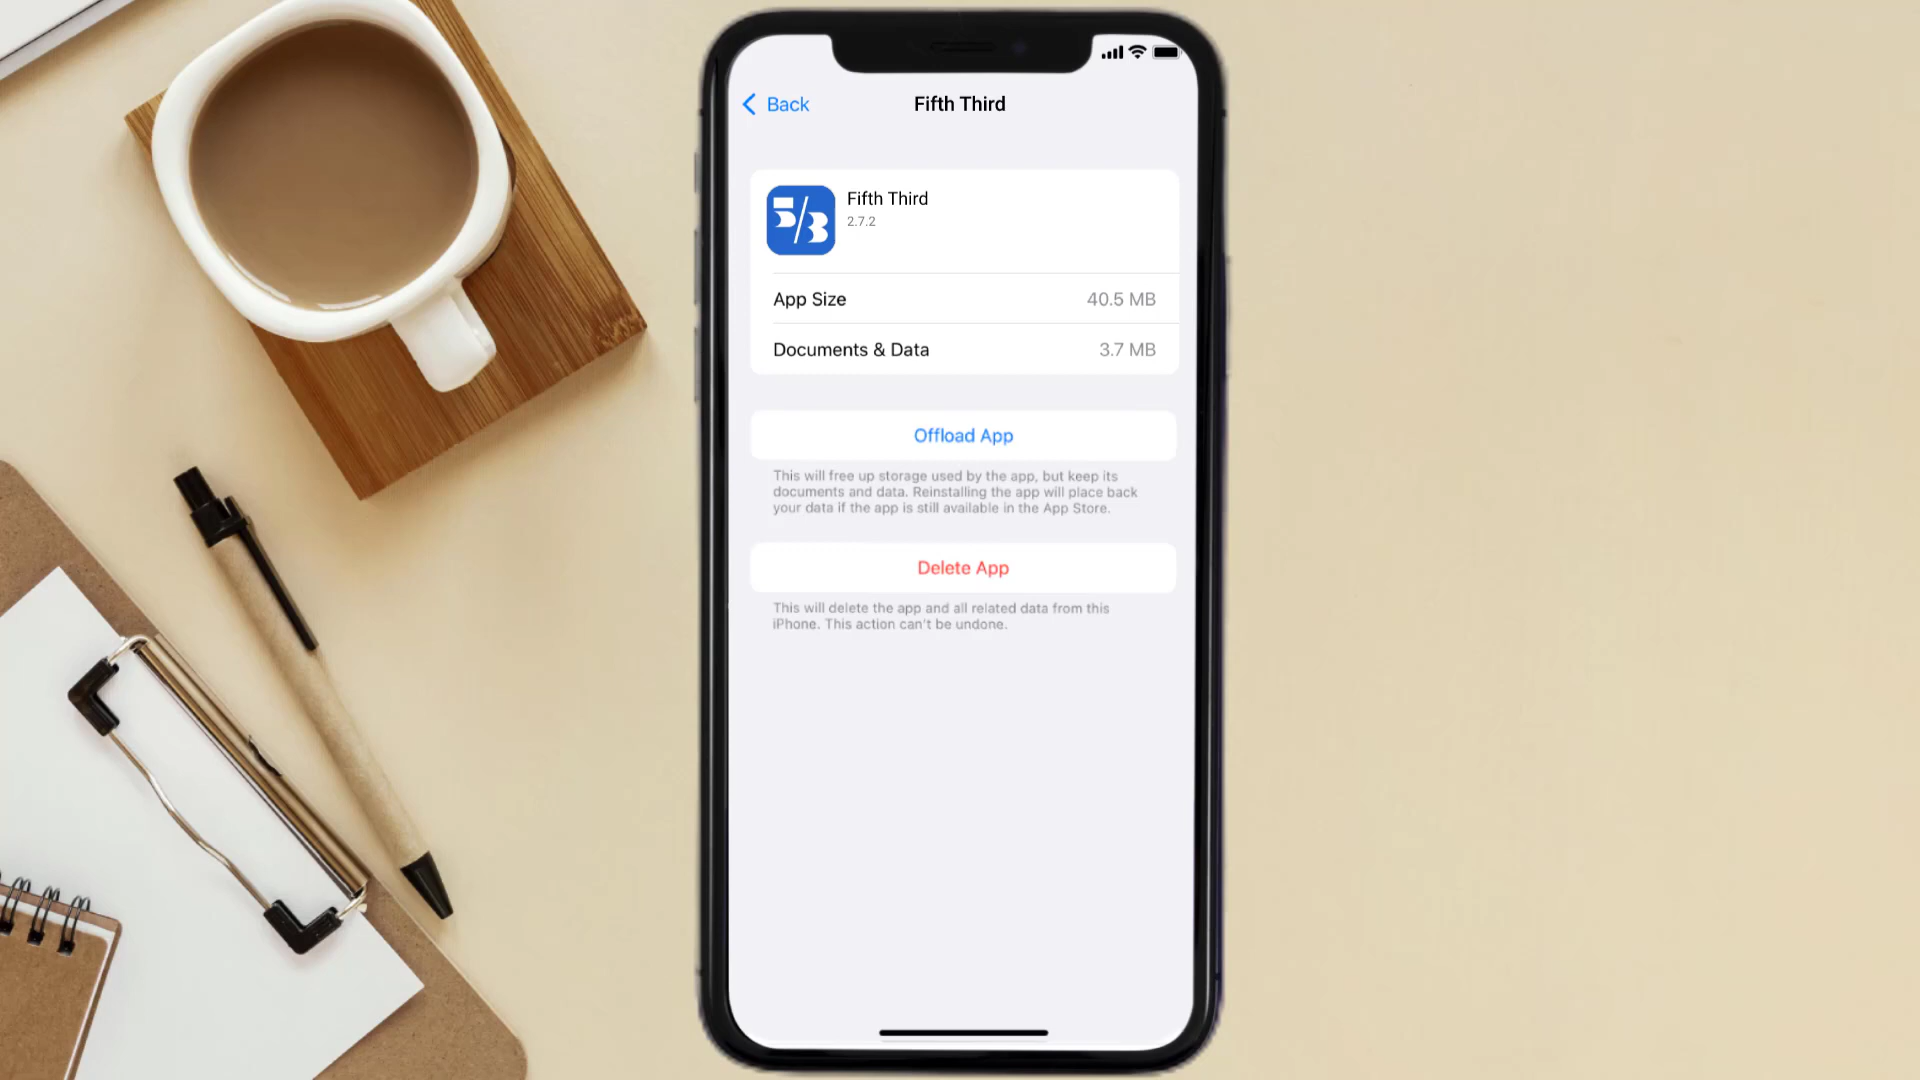 Back
Fifth Third
5/3
Fifth Third
2.7.2
App Size
40.5 MB
Documents & Data
3.7 MB
Offload App
This will free up storage used by the app, but keep its
documents and data. Reinstalling the app will place back
your data if the app is still available in the App Store.
Delete App
This will delete the app and all related data from this
iPhone. This action can't be undone.